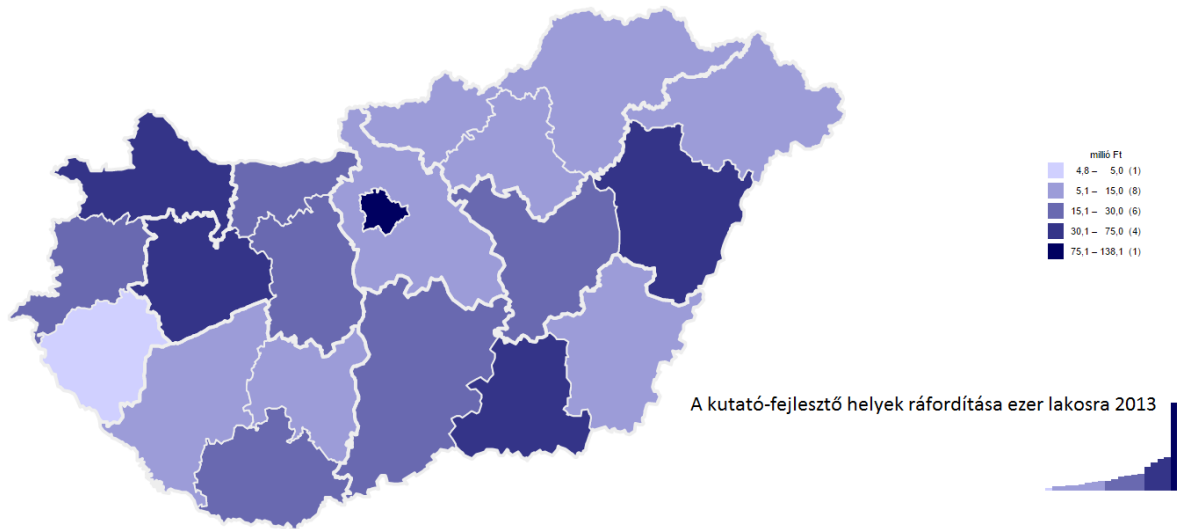 millió Ft
4,8 – 5,0 (1)
5,1 – 15,0 (8)
15,1 – 30,0 (6)
30,1 – 75,0 (4)
75,1 – 138,1 (1)
A kutató-fejlesztő helyek ráfordítása ezer lakosra 2013